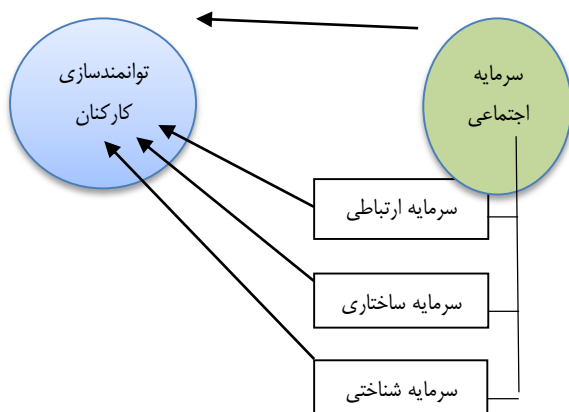 سرمایه
اجتماعی
توانمندسازی
کارکنان
سرمایه ارتباطی
سرمایه ساختاری
سرمایه شناختی